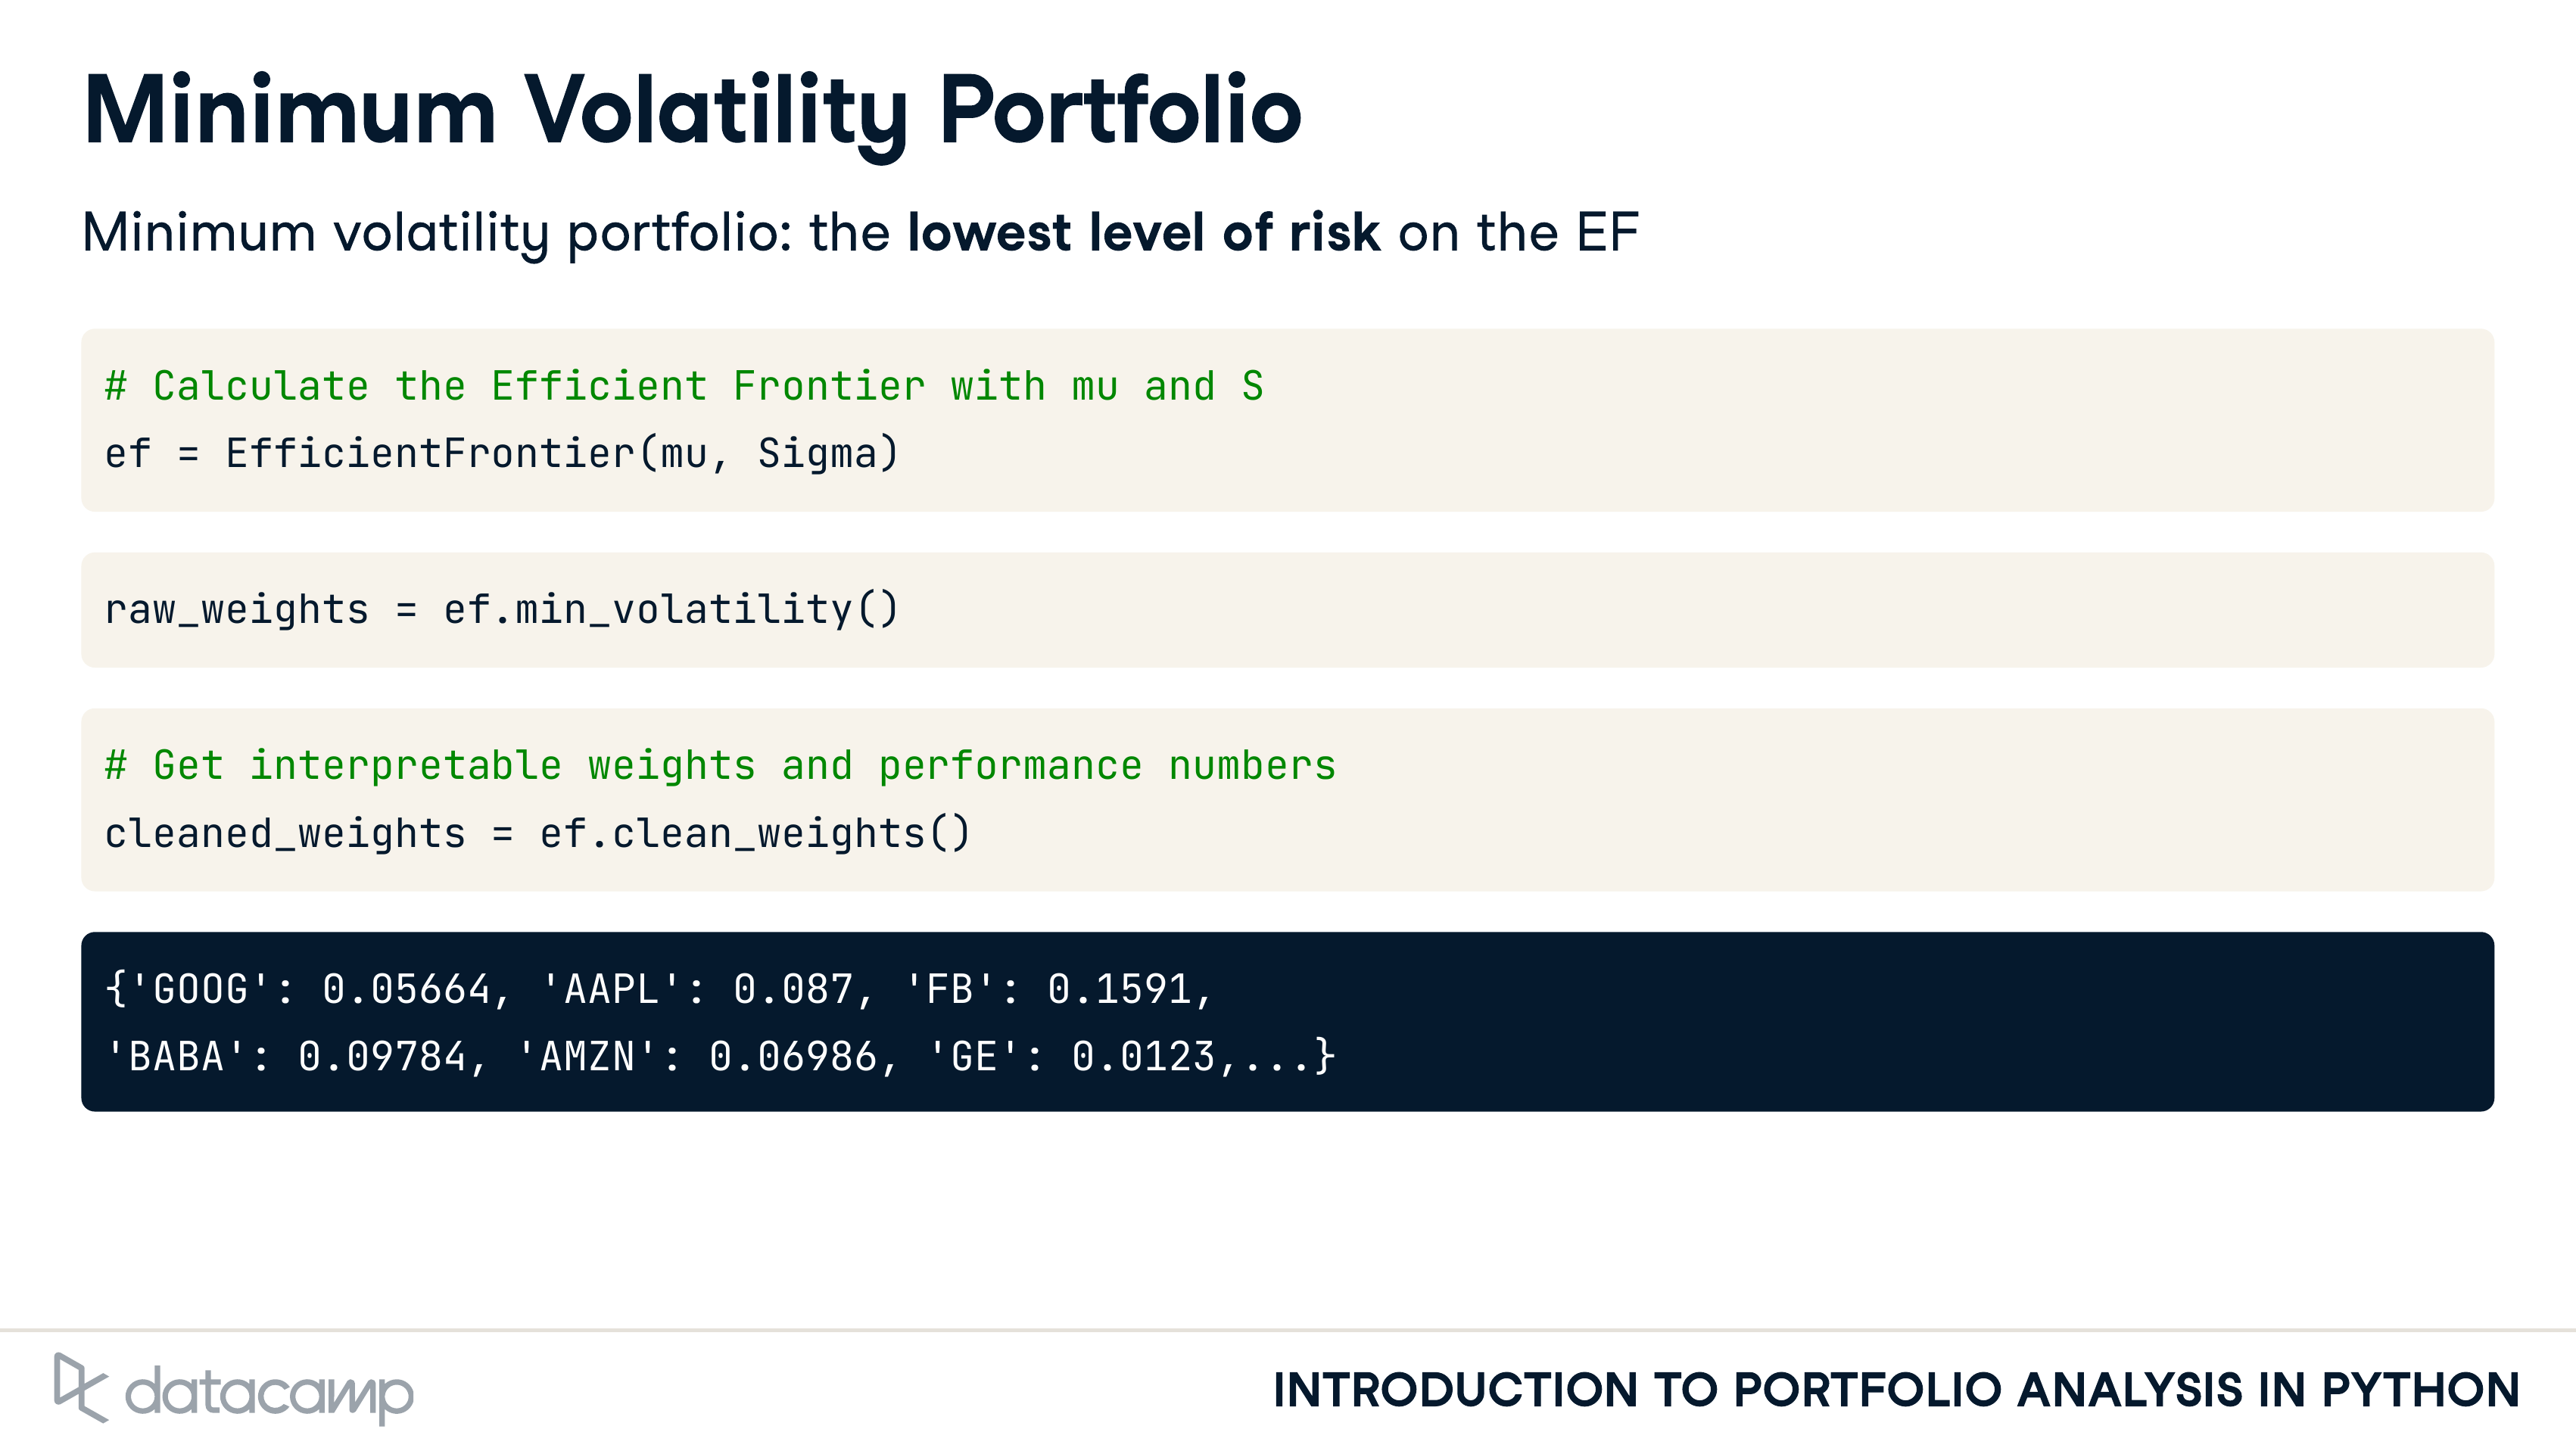 Minimum Volatility Portfolio
Minimum volatility portfolio: the lowest level of risk on the EF
# Calculate the Efficient Frontier with mu and S
ef = EfficientFrontier(mu, Sigma)
raw_weights = ef.min_volatility()
# Get interpretable weights and performance numbers
cleaned_weights = ef.clean_weights()
{'GOOG': 0.05664, 'AAPL': 0.087, 'FB': 0.1591,
'BABA': 0.09784, 'AMZN': 0.06986, 'GE': 0.0123,...}
datacamp
INTRODUCTION TO PORTFOLIO ANALYSIS IN PYTHON